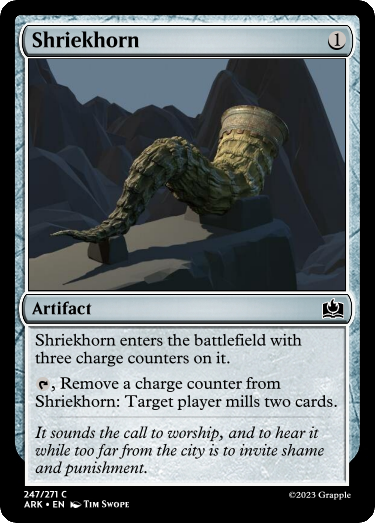 Shriekhorn 1
Artifact
Shriekhorn enters the battlefield with
three charge counters on it.
, Remove a charge counter from
Shriekhorn: Target player mills two cards.
It sounds the call to worship, and to hear it
while too far from the city is to invite shame
and punishment.
247/271 C
ARK • EN Tim Swope
©2023 Grapple